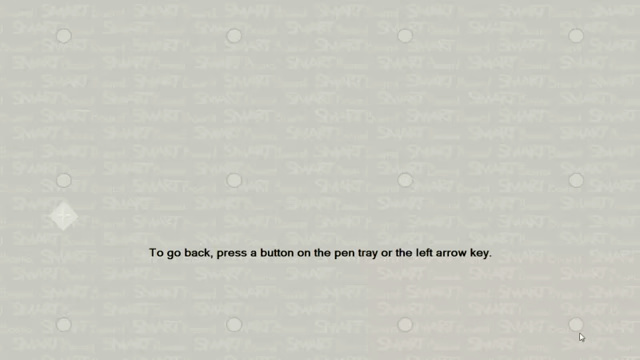 To go back, press a button on the pen tray or the left arrow key.